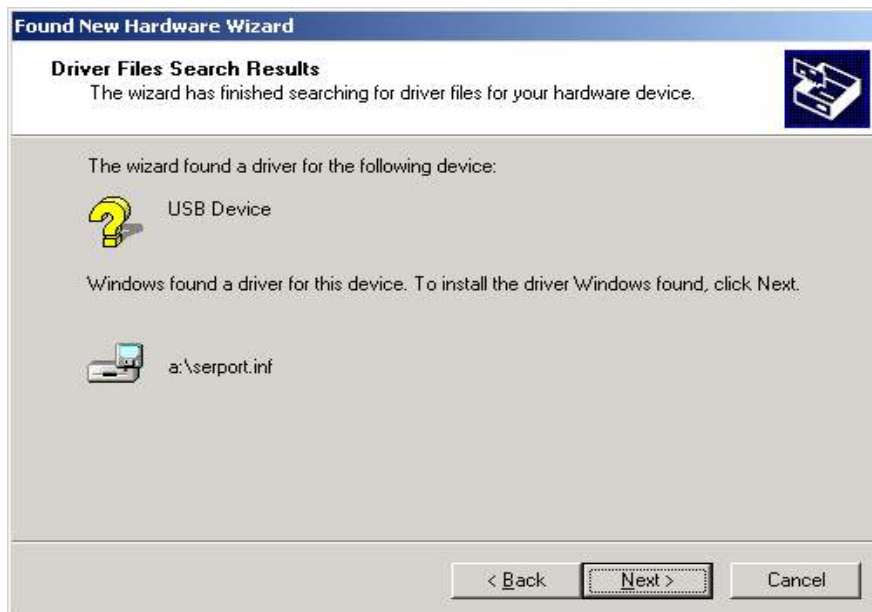 Found New Hardware Wizard
Driver Files Search Results
The wizard has finished searching for driver files for your hardware device.
The wizard found a driver for the following device:
USB Device
Windows found a driver for this device. To install the driver Windows found, click Next.
a:\serport.inf
< Back Next > Cancel